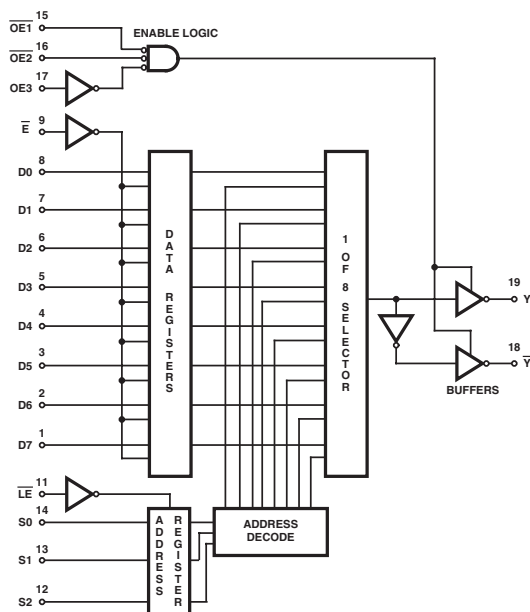 15
OE1
ENABLE LOGIC
16
OE2
17
OE3
9
E
8
D0
7
D1
6
D2
5
D3
4
D4
3
D5
2
D6
1
D7
DATA REGISTERS
1 OF 8 SELECTOR
19
Y
18
Y
BUFFERS
11
LE
14
S0
13
S1
12
S2
ADDRESS REGISTER
ADDRESS
DECODE